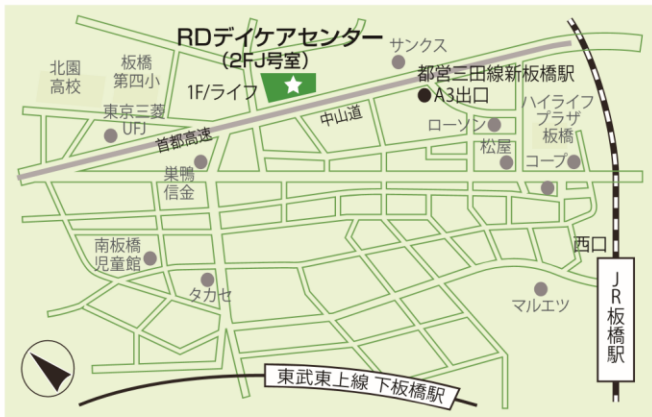 RDデイケアセンター
(2FJ号室)
サンクス
北園
高校
板橋
第四小
1F/ライフ
都営三田線新板橋駅
A3出口
東京三菱
UFJ
首都高速
中山道
ローソン
ハイライフ
プラザ
板橋
松屋
コープ
巣鴨
信金
南板橋
児童館
タカセ
西口
マルエツ
JR板橋駅
東武東上線 下板橋駅